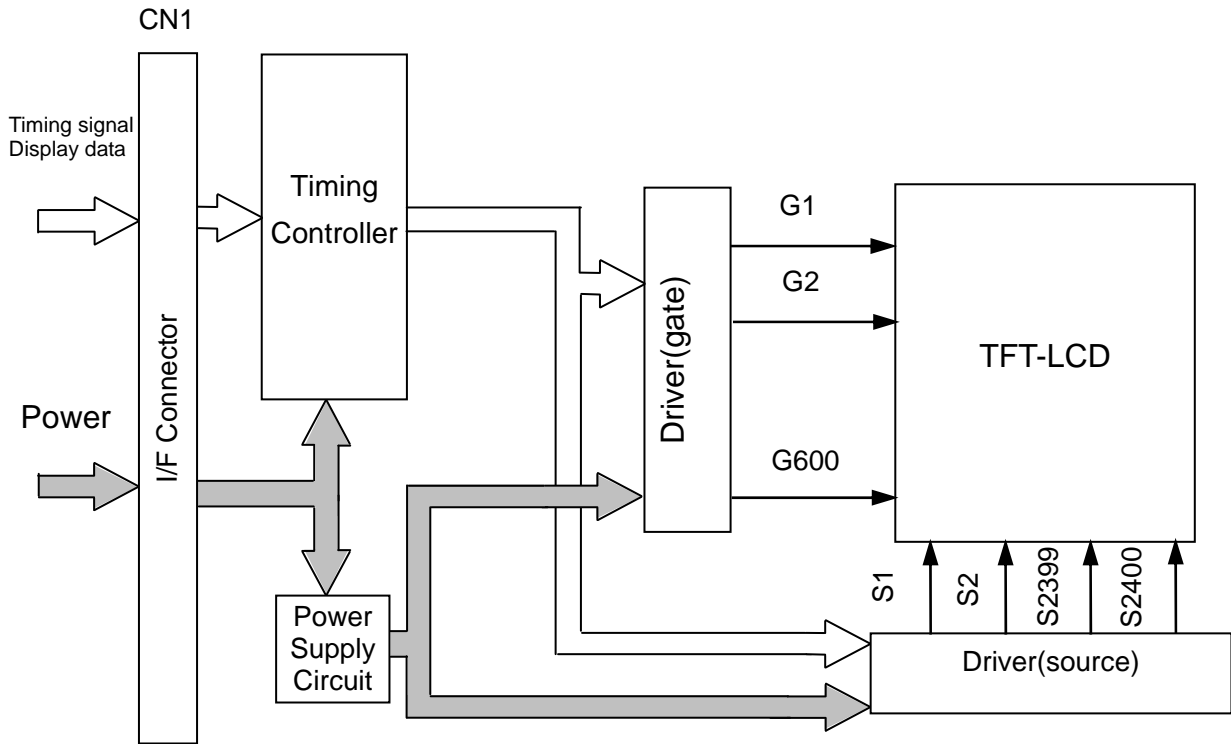 CN1
Timing signal
Display data
Power
I/F Connector
Timing
Controller
Power
Supply
Circuit
Driver(gate)
G1
G2
G600
TFT-LCD
S1
S2
S2399
S2400
Driver(source)